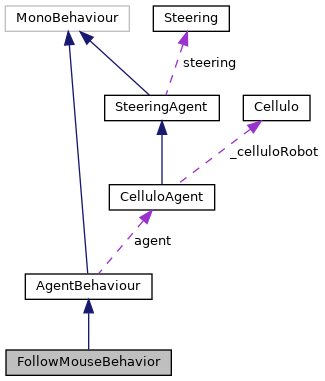 MonoBehaviour
Steering
steering
SteeringAgent
Cellulo
_celluloRobot
CelluloAgent
agent
AgentBehaviour
FollowMouseBehavior